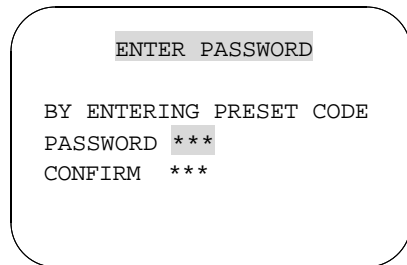 ENTER PASSWORD
BY ENTERING PRESET CODE
PASSWORD ***
CONFIRM ***